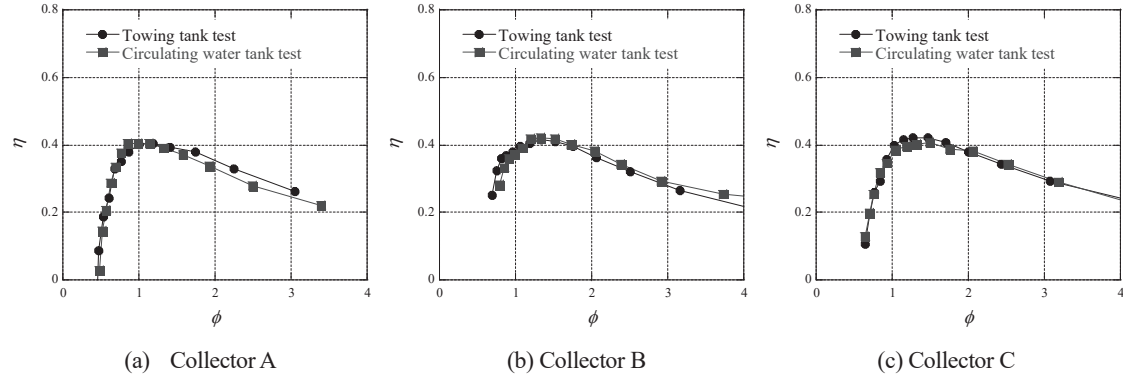 0.8
0.6
0.4
0.2
0
η
Towing tank test
Circulating water tank test
0 1 2 3 4
ϕ
(a) Collector A
0.8
0.6
0.4
0.2
0
η
Towing tank test
Circulating water tank test
0 1 2 3 4
ϕ
(b) Collector B
0.8
0.6
0.4
0.2
0
η
Towing tank test
Circulating water tank test
0 1 2 3 4
ϕ
(c) Collector C